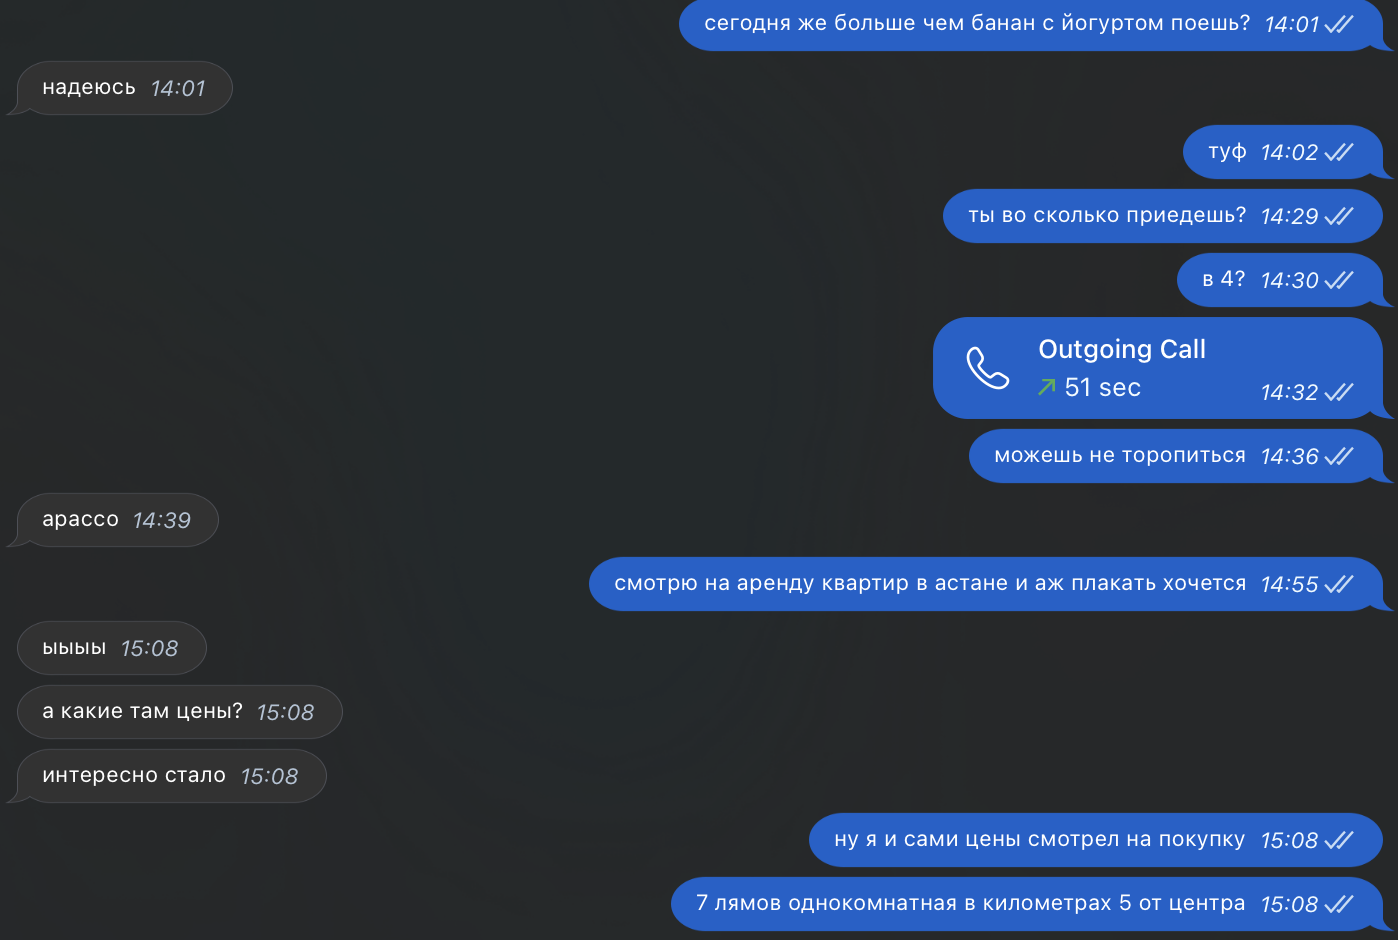 сегодня же больше чем банан с йогуртом поешь? 14:01
надеюсь 14:01
туф 14:02
ты во сколько приедешь? 14:29
в 4? 14:30
Outgoing Call
51 sec 14:32
можешь не торопиться 14:36
арассо 14:39
смотрю на аренду квартир в астане и аж плакать хочется 14:55
ыыыы 15:08
а какие там цены? 15:08
интересно стало 15:08
ну я и сами цены смотрел на покупку 15:08
7 лямов однокомнатная в километрах 5 от центра 15:08